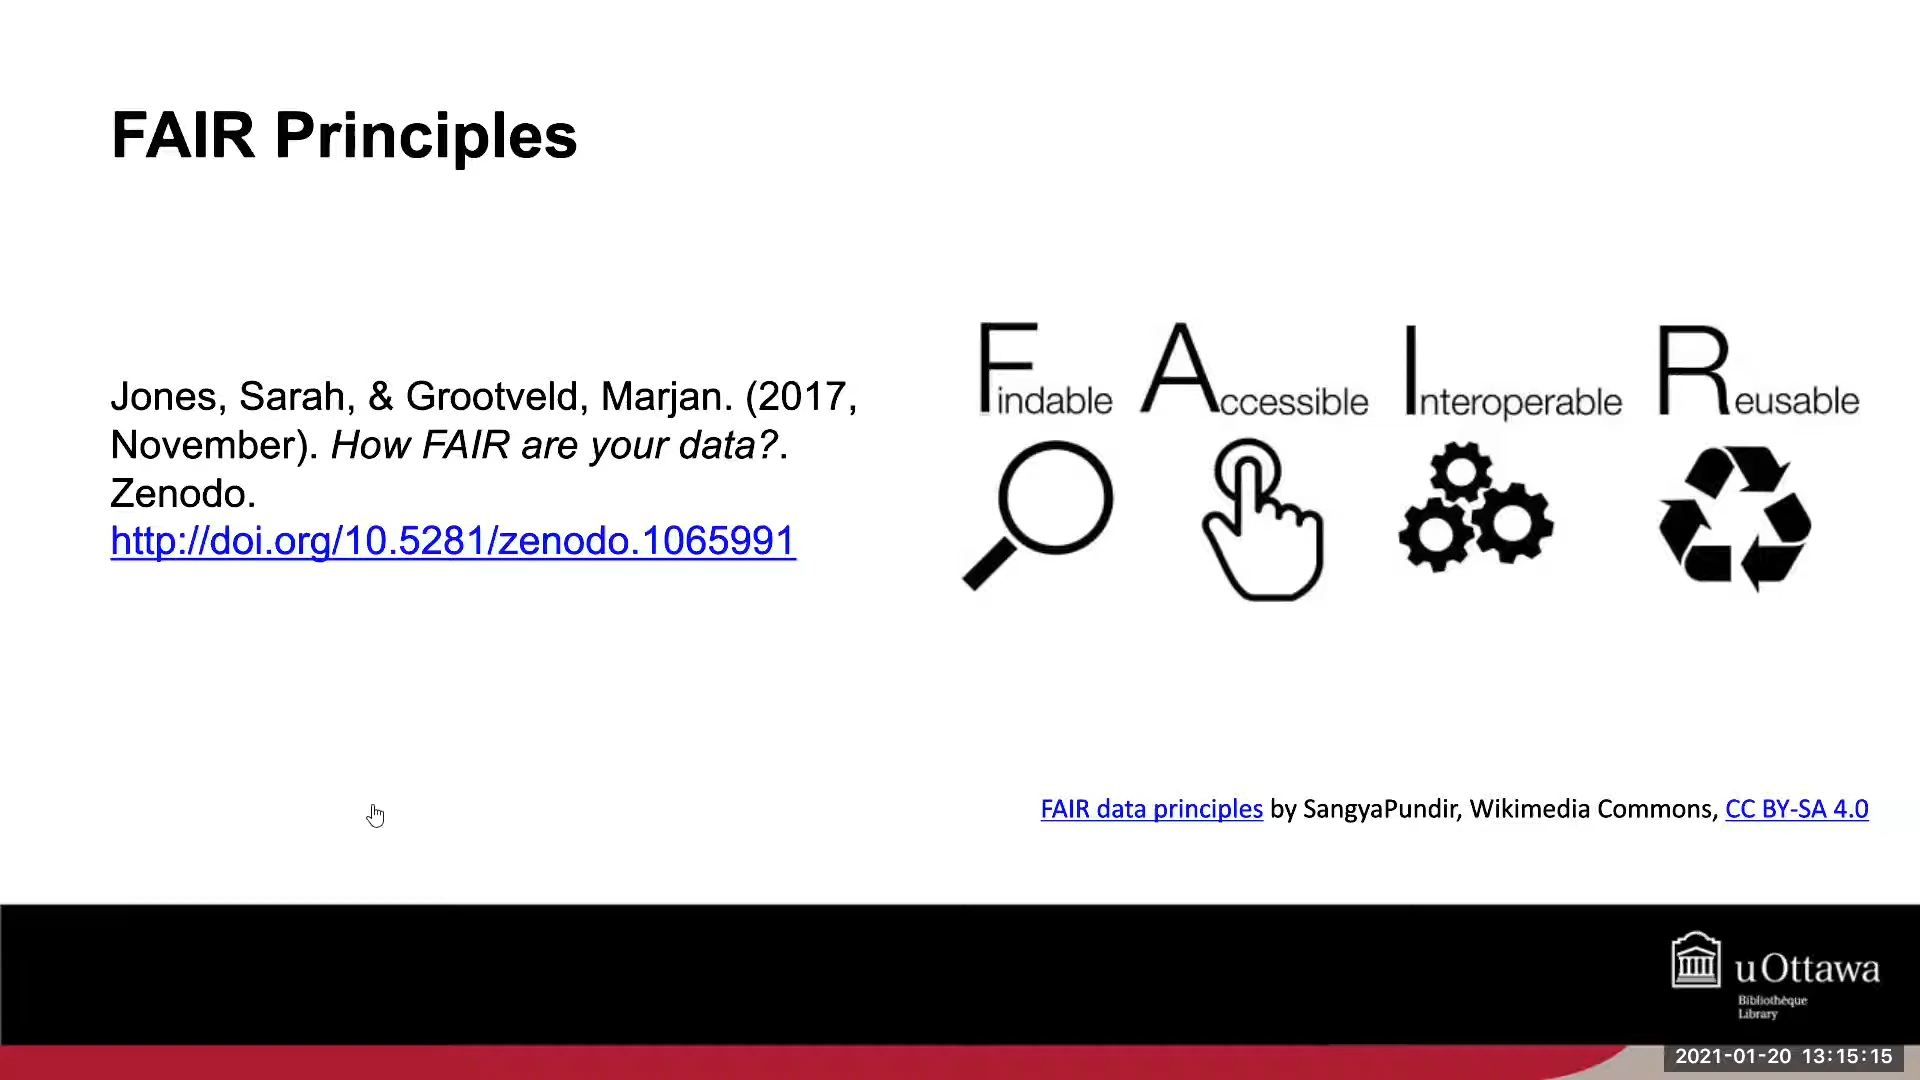 FAIR Principles
Jones, Sarah, & Grootveld, Marjan. (2017,
November). How FAIR are your data?.
Zenodo.
http://doi.org/10.5281/zenodo.1065991
Findable Accessible Interoperable Reusable
FAIR data principles by SangyaPundir, Wikimedia Commons, CC BY-SA 4.0
uOttawa
Bibliothèque
Library
2021-01-20 13:15:15